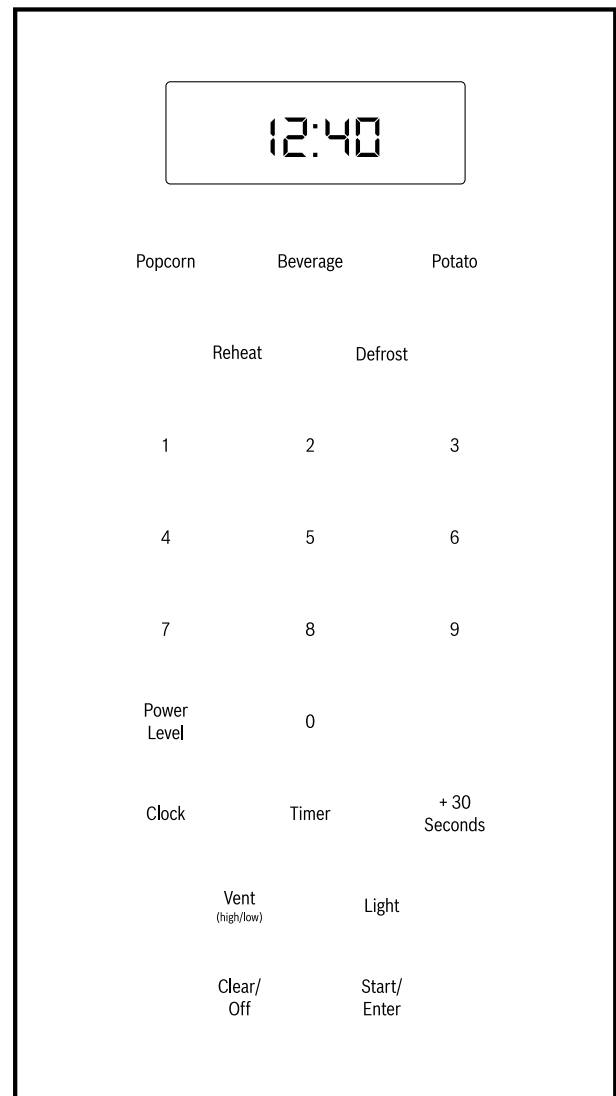 12:40
Popcorn Beverage Potato
Reheat Defrost
1 2 3
4 5 6
7 8 9
Power
Level
0
Clock Timer
+ 30
Seconds
Vent
(high/low)
Light
Clear/
Off
Start/
Enter